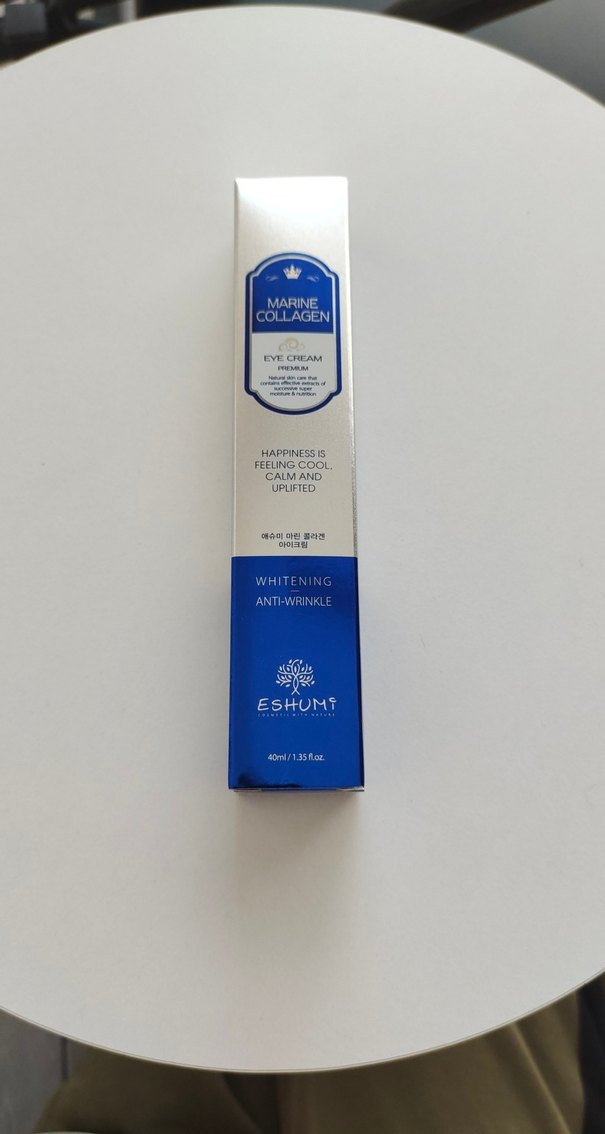 MARINE
COLLAGEN
EYE CREAM
PREMIUM
Natural skin care that
contains effective extracts of
successive super
moisture & nutrition
HAPPINESS IS
FEELING COOL,
CALM AND
UPLIFTED
애슈미 마린 콜라겐
아이크림
WHITENING
ANTI-WRINKLE
ESHUMi
COSMETIC WITH NATURE
40ml / 1.35 fl.oz.